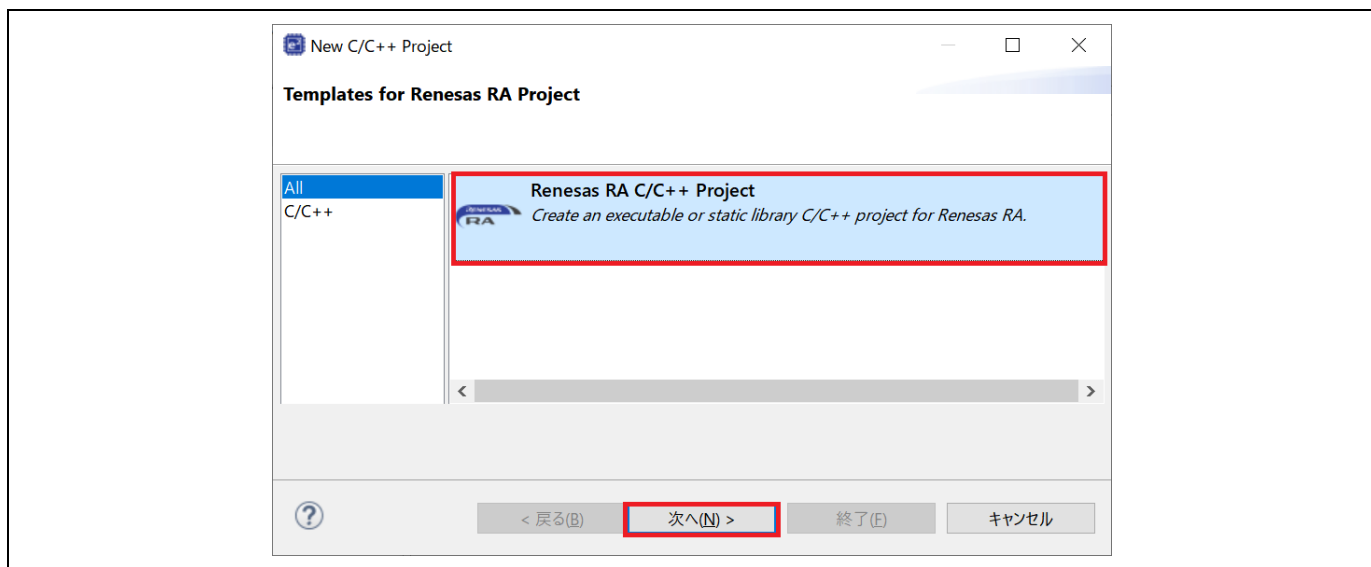 New C/C++ Project
Templates for Renesas RA Project
All
C/C++
Renesas RA C/C++ Project
Create an executable or static library C/C++ project for Renesas RA.
RENESAS
RA
< 戻る(B)
次へ(N) >
終了(F)
キャンセル